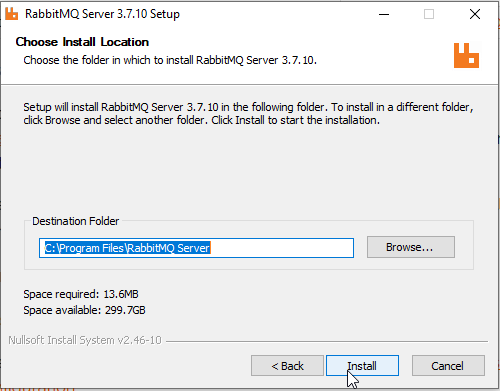 RabbitMQ Server 3.7.10 Setup
Choose Install Location
Choose the folder in which to install RabbitMQ Server 3.7.10.
Setup will install RabbitMQ Server 3.7.10 in the following folder. To install in a different folder,
click Browse and select another folder. Click Install to start the installation.
Destination Folder
C:\Program Files\RabbitMQ Server
Browse...
Space required: 13.6MB
Space available: 299.7GB
Nullsoft Install System v2.46-10
< Back
Install
Cancel